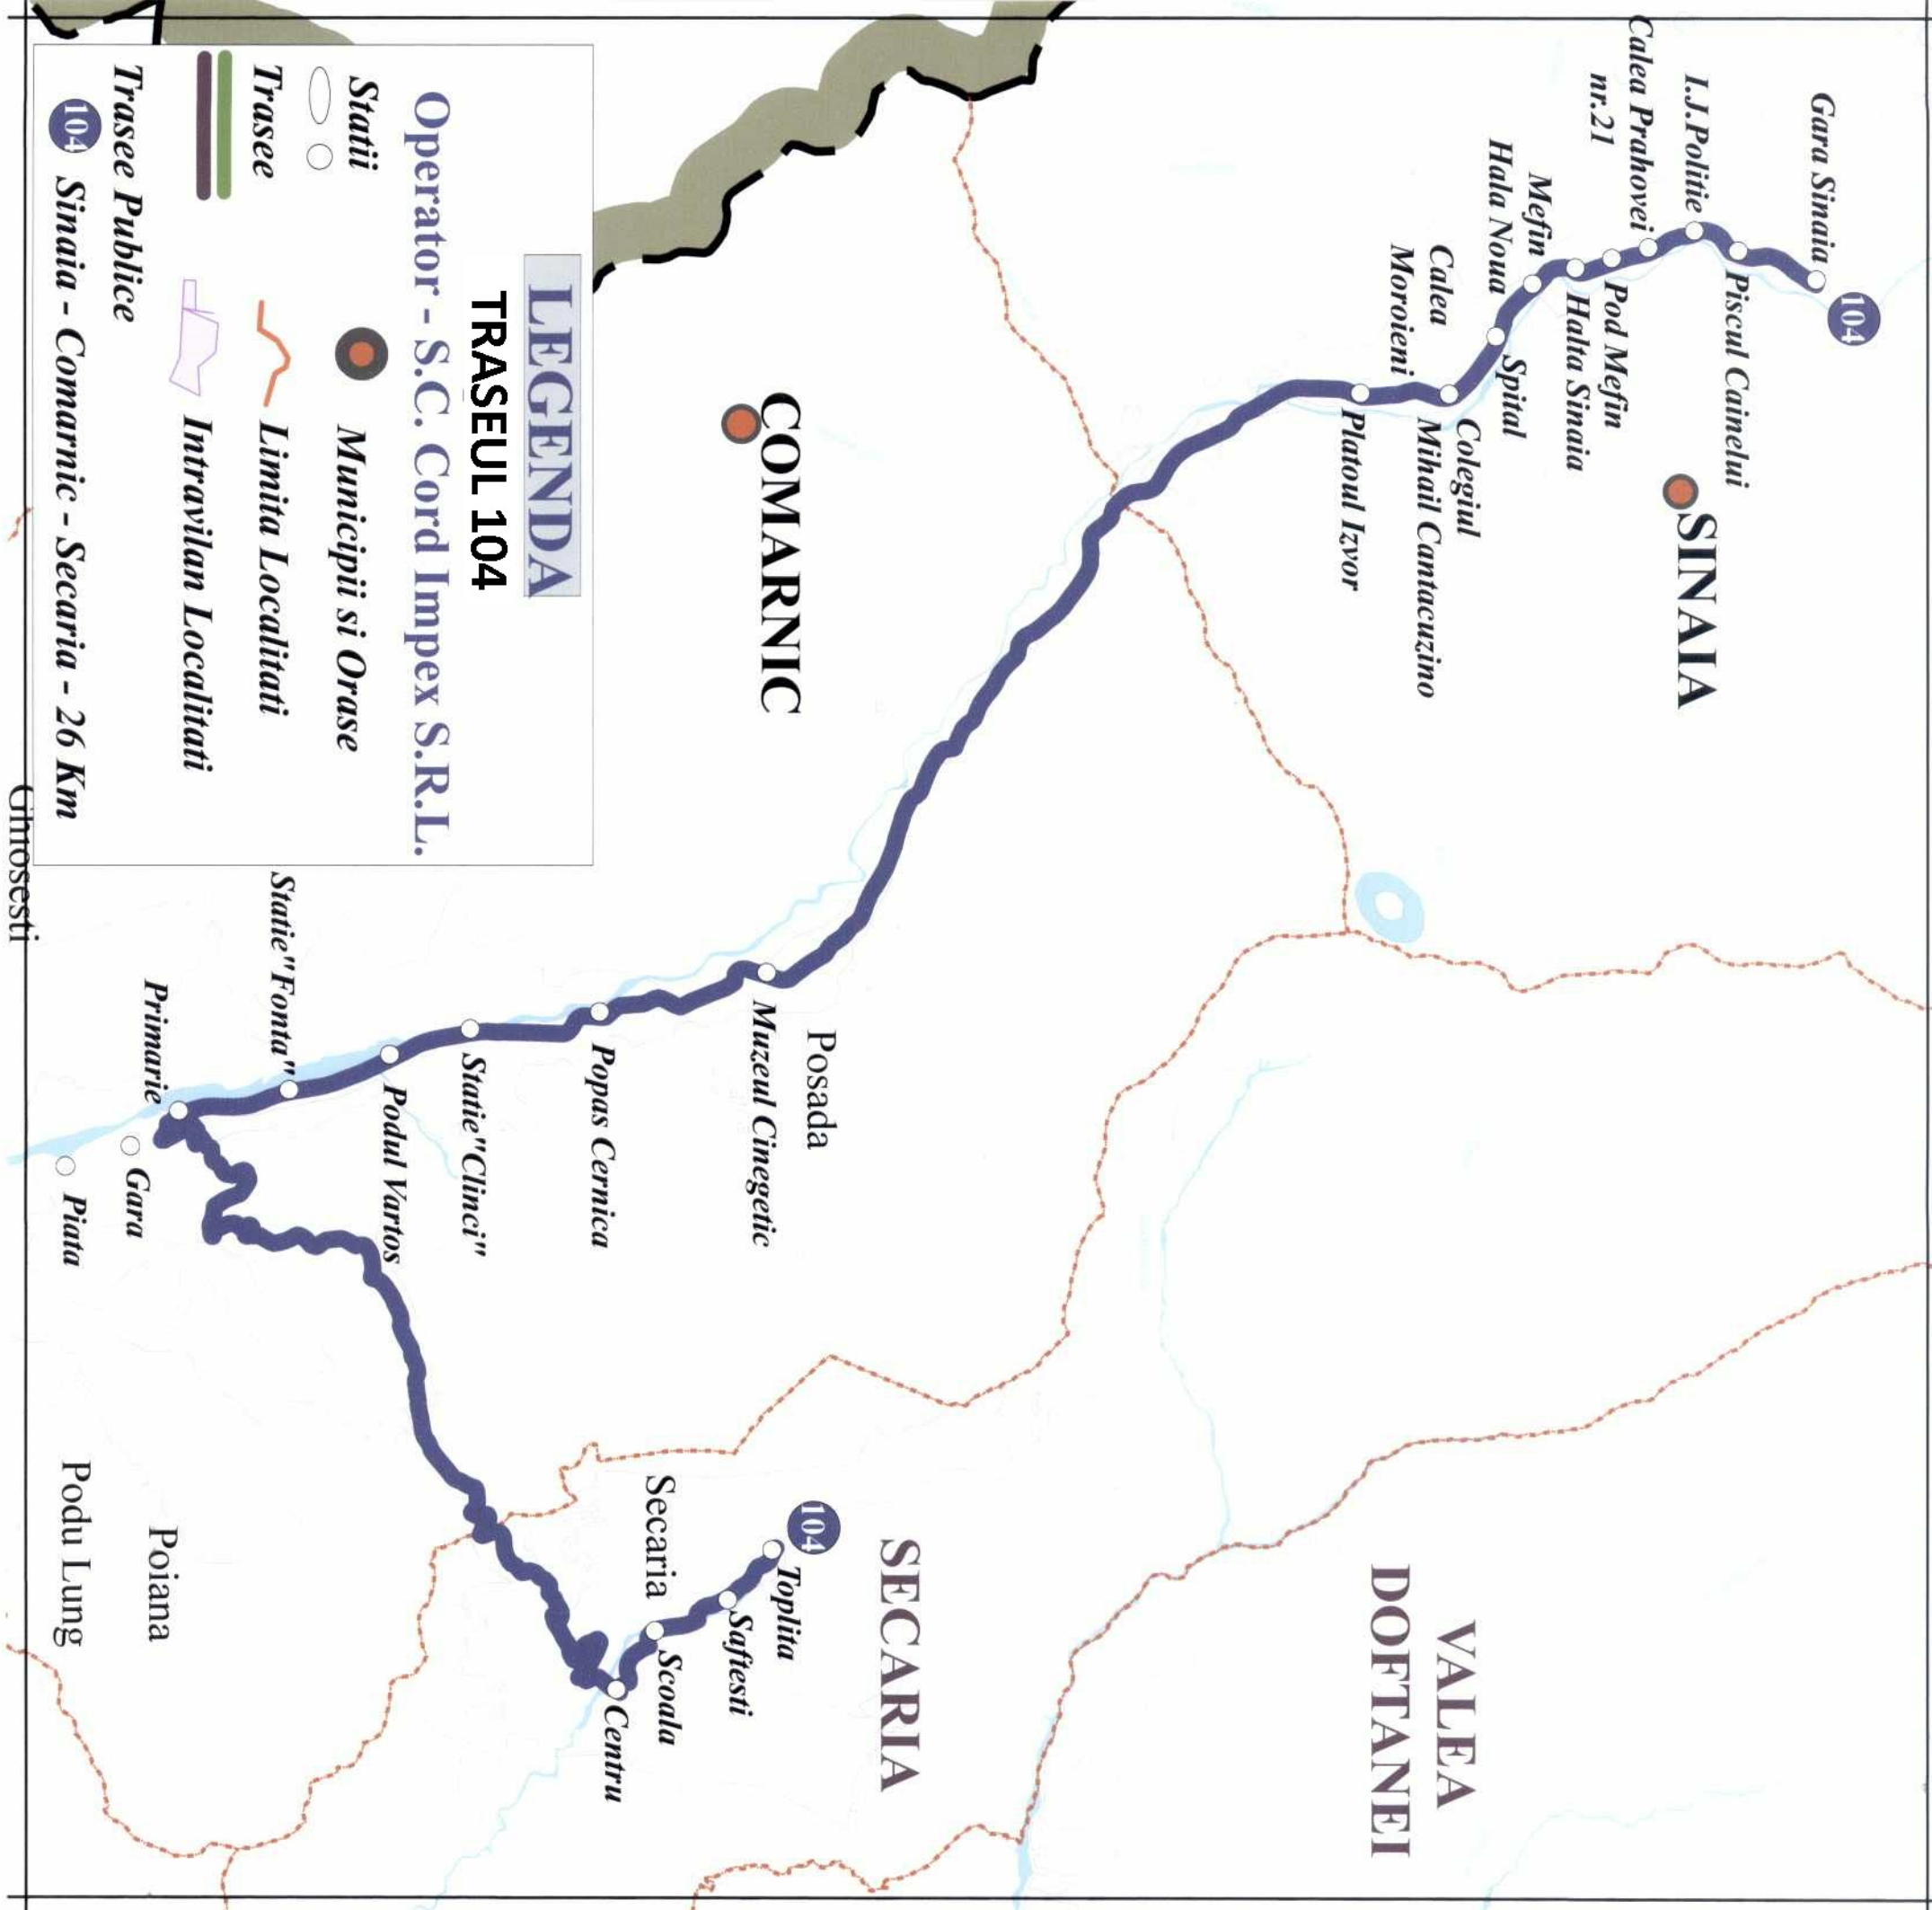 104
Gara Sinaia
Piscul Cainelui
I.J.Politie
Calea Prahovei
nr.21
Pod Mefin
Halta Sinaia
Mefin
Hala Noua
Spital
Colegiul
Mihail Cantacuzino
Calea
Moroieni
Platoul Izvor
SINAIA
COMARNIC
Posada
Muzeul Cinegetic
Popas Cernica
Statie"Clinci"
Podul Vartos
Statie"Fonta"
Primarie
Gara
Piata
VALEA
DOFTANEI
SECARIA
104
Toplita
Saftesti
Secaria
Scoala
Centru
Poiana
Podu Lung
Ghiosesti
LEGENDA
TRASEUL 104
Operator - S.C. Cord Impex S.R.L.
Statii
Municipii si Orase
Trasee
Limita Localitati
Intravilan Localitati
Trasee Publice
104 Sinaia - Comarnic - Secaria - 26 Km